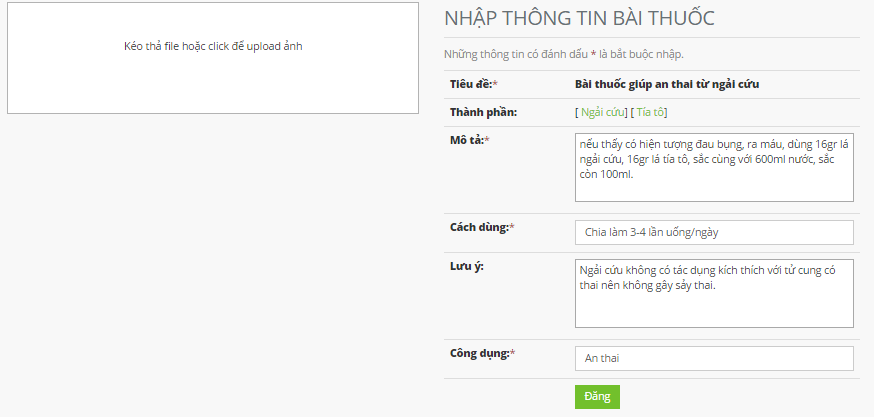 Kéo thả file hoặc click để upload ảnh
NHẬP THÔNG TIN BÀI THUỐC
Những thông tin có đánh dấu * là bắt buộc nhập.
Tiêu đề:* Bài thuốc giúp an thai từ ngải cứu
Thành phần: [ Ngải cứu] [ Tía tô]
Mô tả:* nếu thấy có hiện tượng đau bụng, ra máu, dùng 16gr lá
ngải cứu, 16gr lá tía tô, sắc cùng với 600ml nước, sắc
còn 100ml.
Cách dùng:* Chia làm 3-4 lần uống/ngày
Lưu ý: Ngải cứu không có tác dụng kích thích với tử cung có
thai nên không gây sảy thai.
Công dụng:* An thai
Đăng